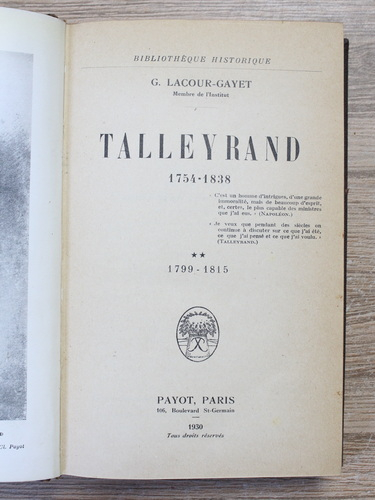 BIBLIOTHÈQUE HISTORIQUE
G. LACOUR-GAYET
Membre de l'Institut
TALLEYRAND
1754-1838
« C'est un homme d'intrigues, d'une grande
immoralité, mais de beaucoup d'esprit,
et, certes, le plus capable des ministres
que j'ai eus. » (NAPOLÉON.)
« Je veux que pendant des siècles on
continue à discuter sur ce que j'ai été,
ce que j'ai pensé et ce que j'ai voulu. »
(TALLEYRAND.)
★★
1799-1815
PAYOT, PARIS
106, Boulevard St-Germain
1930
Tous droits réservés
Cl. Payot